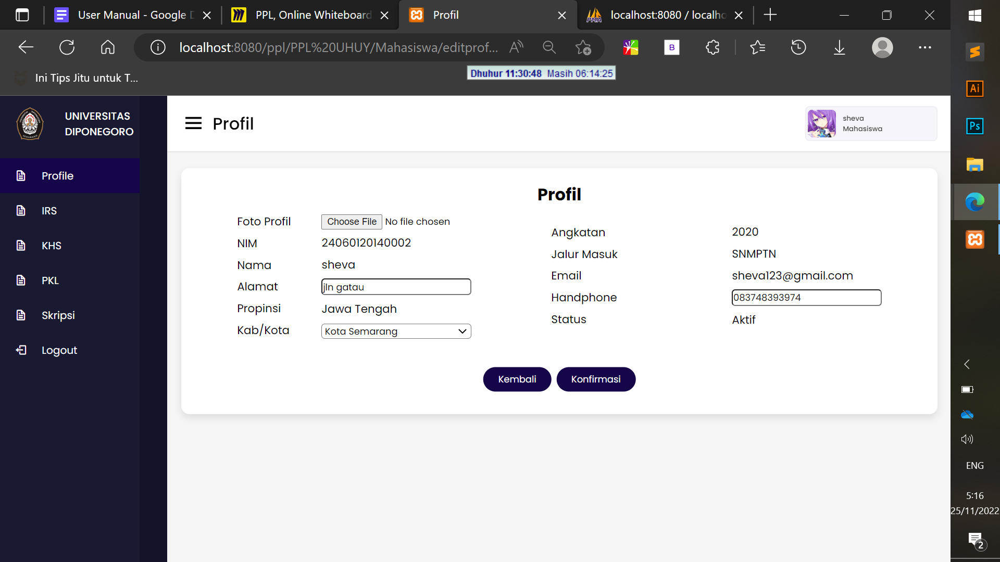 User Manual - Google D
PPL, Online Whiteboard
Profil
localhost:8080 / localho
localhost:8080/ppl/PPL%20UHUY/Mahasiswa/editprof...
B
Ini Tips Jitu untuk T...
Dhuhur 11:30:48 Masih 06:14:25
UNIVERSITAS
DIPONEGORO
Profil
sheva
Mahasiswa
Profile
IRS
KHS
PKL
Skripsi
Logout
Profil
Foto Profil Choose File No file chosen
NIM 24060120140002
Nama sheva
Alamat jln gatau
Propinsi Jawa Tengah
Kab/Kota Kota Semarang
Angkatan 2020
Jalur Masuk SNMPTN
Email sheva123@gmail.com
Handphone 083748393974
Status Aktif
Kembali Konfirmasi
Ai
Ps
ENG
5:16
25/11/2022
2